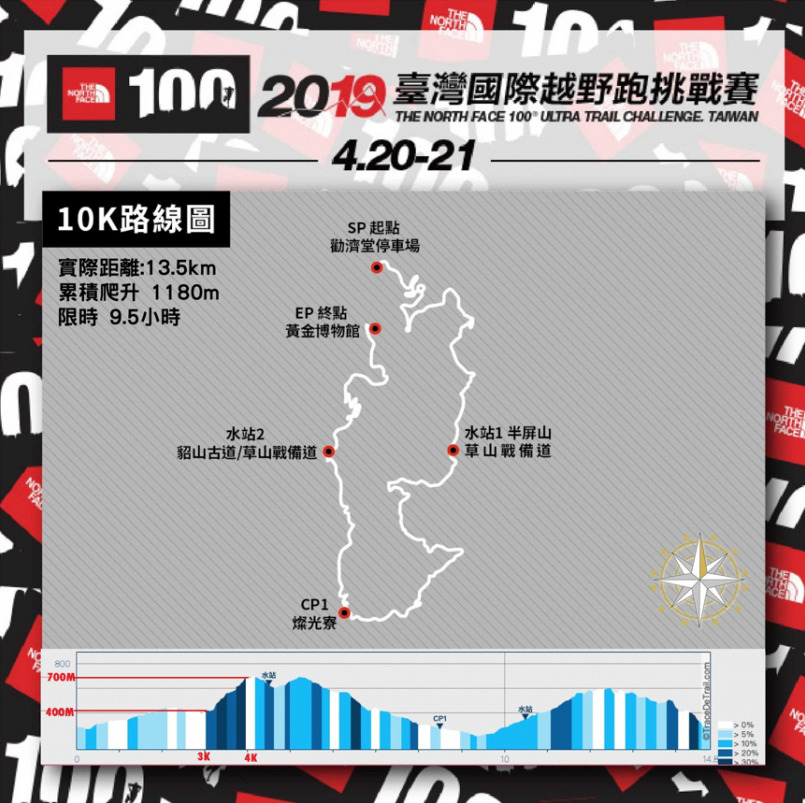 THE NORTH FACE 100
2019 臺灣國際越野跑挑戰賽
THE NORTH FACE 100® ULTRA TRAIL CHALLENGE. TAIWAN
4.20-21
10K路線圖
實際距離:13.5km
累積爬升 1180m
限時 9.5小時
SP 起點
勸濟堂停車場
EP 終點
黃金博物館
水站2
貂山古道/草山戰備道
水站1 半屏山
草山戰備道
CP1
燦光寮
800
700M
400M
水站
CP1
水站
3K
4K
0
10
©TraceDeTrail.com
> 0%
> 5%
> 10%
> 20%
> 30%